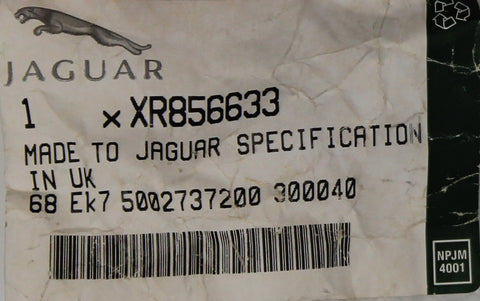 JAGUAR
1 x XR856633
MADE TO JAGUAR SPECIFICATION
IN UK
68 Ek7 5002737200 300040
NPJM
4001